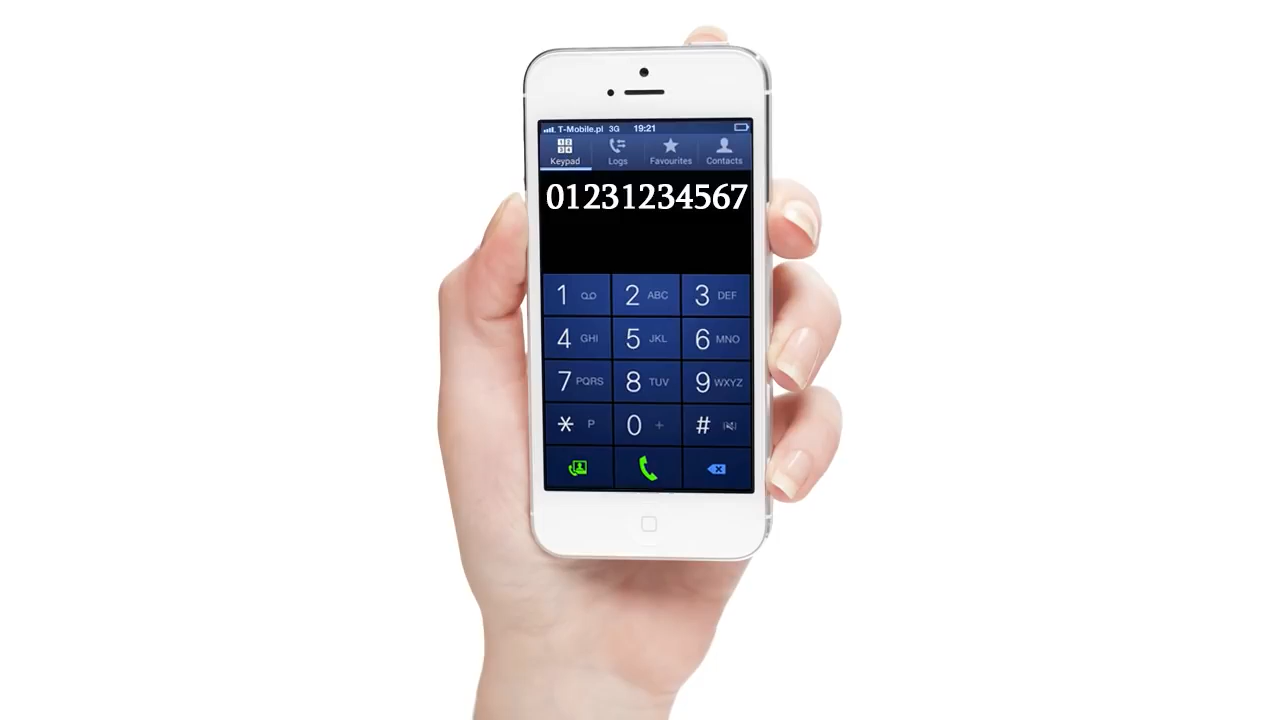 T-Mobile.pl 3G 19:21
Keypad Logs Favourites Contacts
01231234567
1 2 ABC 3 DEF
4 GHI 5 JKL 6 MNO
7 PQRS 8 TUV 9 WXYZ
* P 0 + #